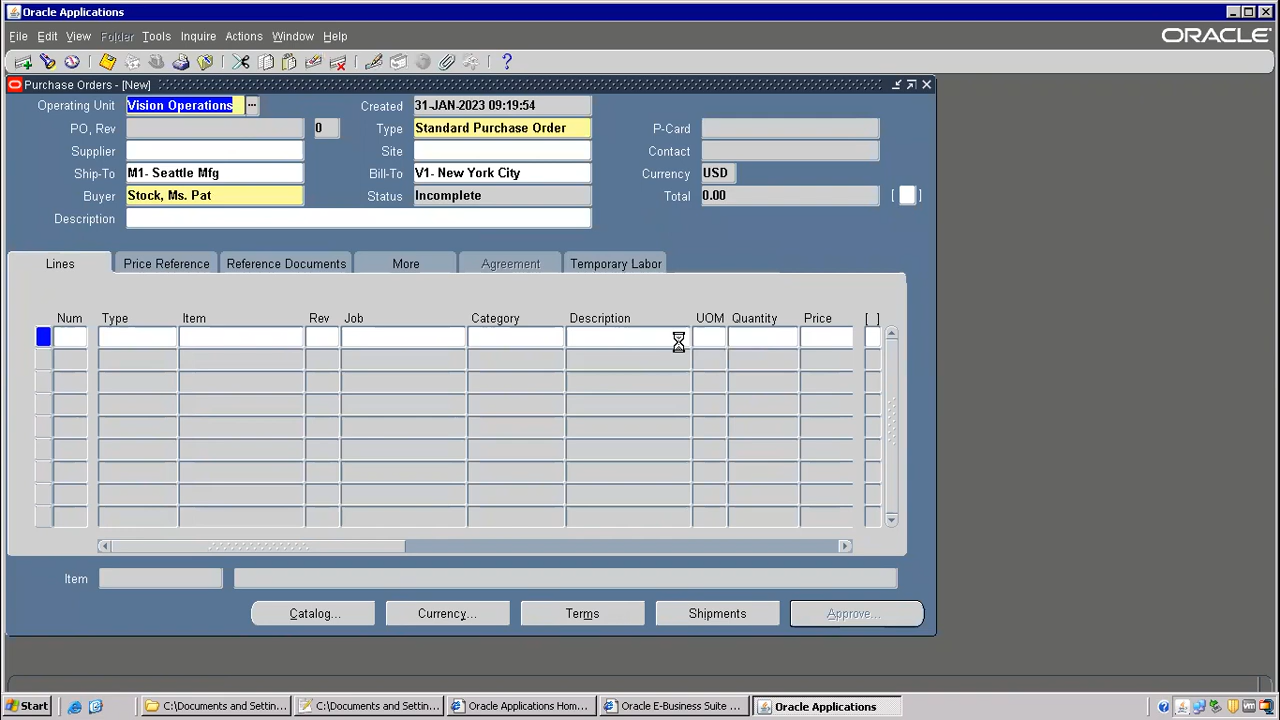 Oracle Applications
File Edit View Folder Tools Inquire Actions Window Help
ORACLE
Purchase Orders - [New]
Operating Unit Vision Operations ... Created 31-JAN-2023 09:19:54
PO, Rev 0 Type Standard Purchase Order P-Card
Supplier Site Contact
Ship-To M1- Seattle Mfg Bill-To V1- New York City Currency USD
Buyer Stock, Ms. Pat Status Incomplete Total 0.00 [ ]
Description
Lines Price Reference Reference Documents More Agreement Temporary Labor
Num Type Item Rev Job Category Description UOM Quantity Price [ ]
Item
Catalog... Currency... Terms Shipments Approve...
Start C:\Documents and Settin... C:\Documents and Settin... Oracle Applications Hom... Oracle E-Business Suite ... Oracle Applications